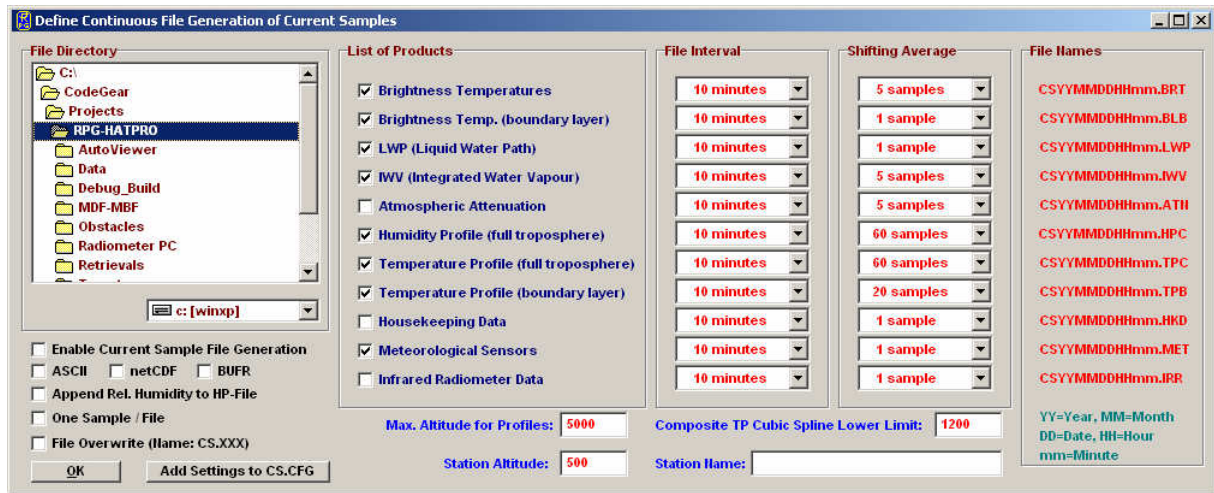 Define Continuous File Generation of Current Samples
File Directory
C:\
CodeGear
Projects
RPG-HATPRO
AutoViewer
Data
Debug_Build
MDF-MBF
Obstacles
Radiometer PC
Retrievals
c: [winxp]
Enable Current Sample File Generation
ASCII netCDF BUFR
Append Rel. Humidity to HP-File
One Sample / File
File Overwrite (Name: CS.XXX)
OK Add Settings to CS.CFG
List of Products File Interval Shifting Average File Names
Brightness Temperatures 10 minutes 5 samples CSYYMMDDHHmm.BRT
Brightness Temp. (boundary layer) 10 minutes 1 sample CSYYMMDDHHmm.BLB
LWP (Liquid Water Path) 10 minutes 1 sample CSYYMMDDHHmm.LWP
IWV (Integrated Water Vapour) 10 minutes 5 samples CSYYMMDDHHmm.IWV
Atmospheric Attenuation 10 minutes 5 samples CSYYMMDDHHmm.ATN
Humidity Profile (full troposphere) 10 minutes 60 samples CSYYMMDDHHmm.HPC
Temperature Profile (full troposphere) 10 minutes 60 samples CSYYMMDDHHmm.TPC
Temperature Profile (boundary layer) 10 minutes 20 samples CSYYMMDDHHmm.TPB
Housekeeping Data 10 minutes 1 sample CSYYMMDDHHmm.HKD
Meteorological Sensors 10 minutes 1 sample CSYYMMDDHHmm.MET
Infrared Radiometer Data 10 minutes 1 sample CSYYMMDDHHmm.IRR
Max. Altitude for Profiles: 5000 Composite TP Cubic Spline Lower Limit: 1200
Station Altitude: 500 Station Name:
YY=Year, MM=Month
DD=Date, HH=Hour
mm=Minute